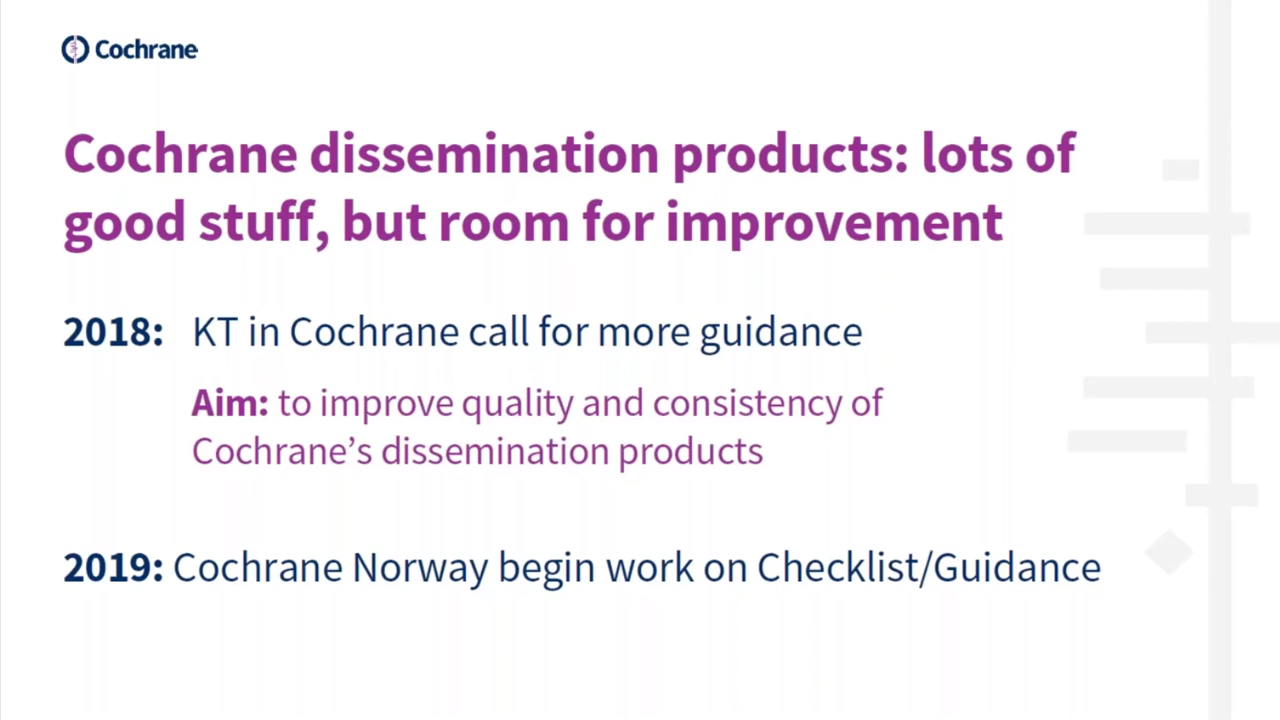 Cochrane
Cochrane dissemination products: lots of
good stuff, but room for improvement
2018: KT in Cochrane call for more guidance
Aim: to improve quality and consistency of
Cochrane’s dissemination products
2019: Cochrane Norway begin work on Checklist/Guidance